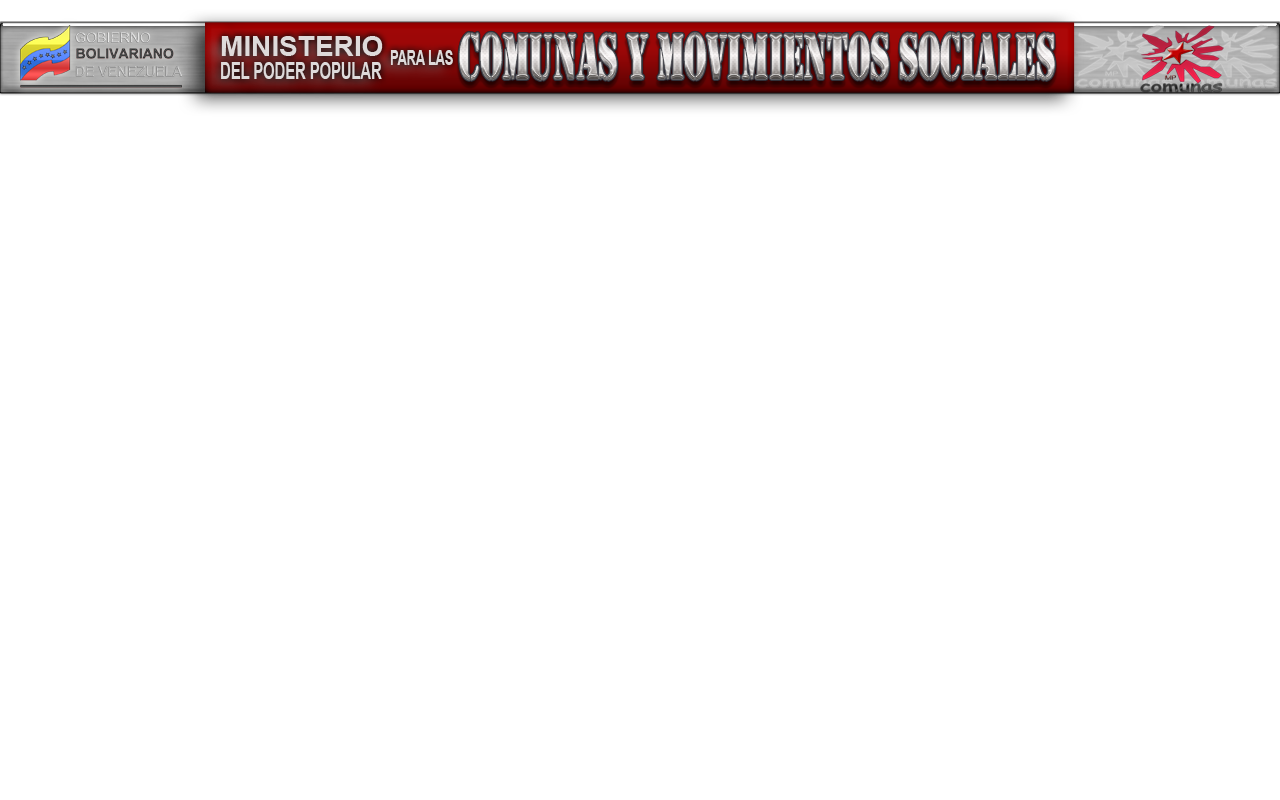 GOBIERNO
BOLIVARIANO
DE VENEZUELA
MINISTERIO
DEL PODER POPULAR
PARA LAS
COMUNAS Y MOVIMIENTOS SOCIALES
MP
comunas